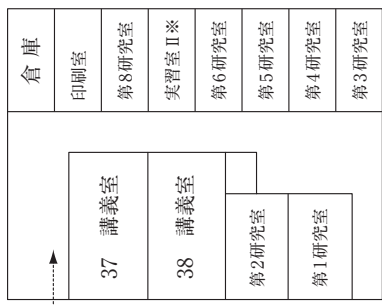 倉庫
印刷室
第8研究室
実習室Ⅱ※
第6研究室
第5研究室
第4研究室
第3研究室
37 講義室
38 講義室
第2研究室
第1研究室